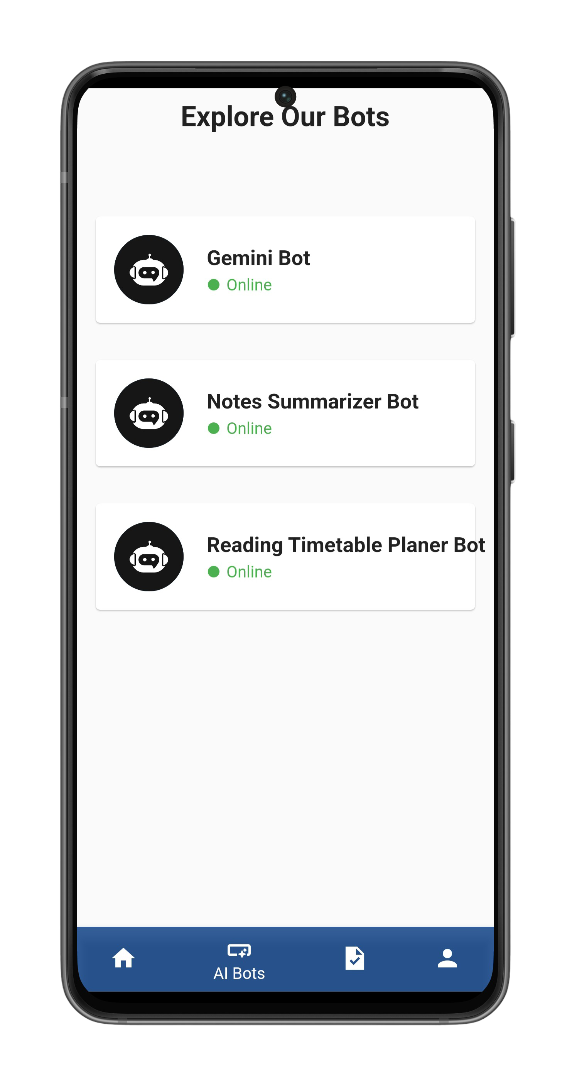 Explore Our Bots
Gemini Bot
Online
Notes Summarizer Bot
Online
Reading Timetable Planer Bot
Online
AI Bots